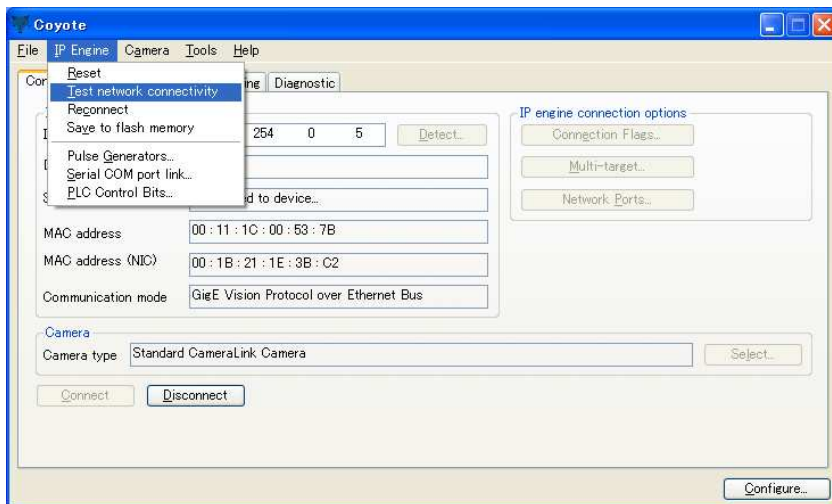 Coyote
File IP Engine Camera Tools Help
Reset
Test network connectivity
Reconnect
Save to flash memory
Pulse Generators...
Serial COM port link...
PLC Control Bits...
Diagnostic
IP engine connection options
254 0 5 Detect... Connection Flags...
Multi-target...
d to device... Network Ports...
MAC address 00 : 11 : 1C : 00 : 53 : 7B
MAC address (NIC) 00 : 1B : 21 : 1E : 3B : C2
Communication mode GigE Vision Protocol over Ethernet Bus
Camera
Camera type Standard CameraLink Camera Select...
Connect Disconnect
Configure...